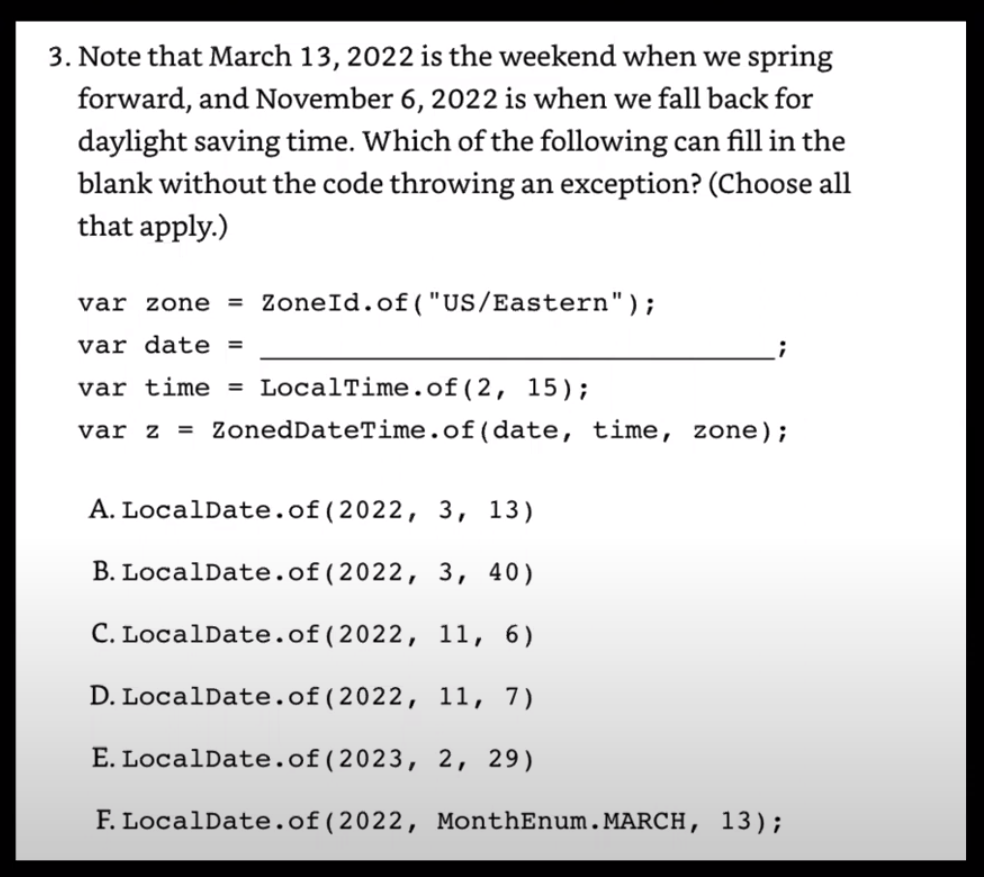 3. Note that March 13, 2022 is the weekend when we spring
forward, and November 6, 2022 is when we fall back for
daylight saving time. Which of the following can fill in the
blank without the code throwing an exception? (Choose all
that apply.)
var zone = ZoneId.of("US/Eastern");
var date = ____________________;
var time = LocalTime.of(2, 15);
var z = ZonedDateTime.of(date, time, zone);
A. LocalDate.of(2022, 3, 13)
B. LocalDate.of(2022, 3, 40)
C. LocalDate.of(2022, 11, 6)
D. LocalDate.of(2022, 11, 7)
E. LocalDate.of(2023, 2, 29)
F. LocalDate.of(2022, MonthEnum.MARCH, 13);